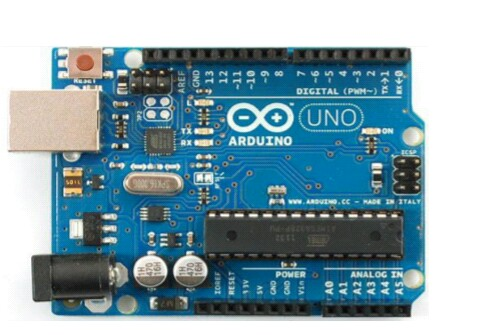 RESET
AREF
GND
13
12
~11
~10
~9
8
7
~6
~5
4
~3
2
TX→1
RX←0
DIGITAL (PWM~)
L
TX
RX
ARDUINO
UNO
ON
ICSP
WWW.ARDUINO.CC - MADE IN ITALY
POWER
ANALOG IN
IOREF
RESET
3.3V
5V
GND
GND
Vin
A0
A1
A2
A3
A4
A5